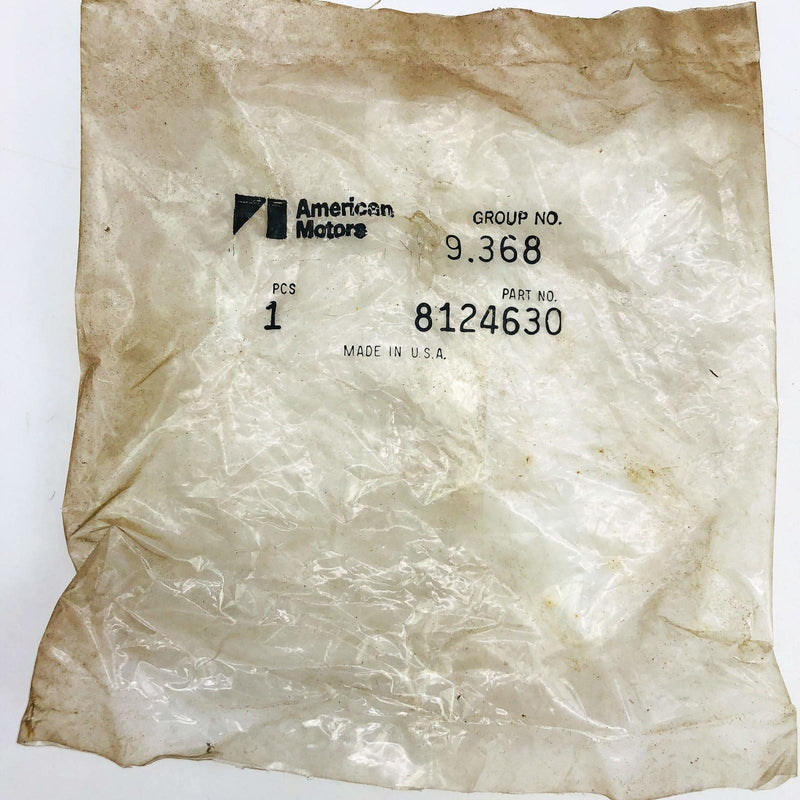 American
Motors
GROUP NO.
9.368
PCS
1
PART NO.
8124630
MADE IN U.S.A.